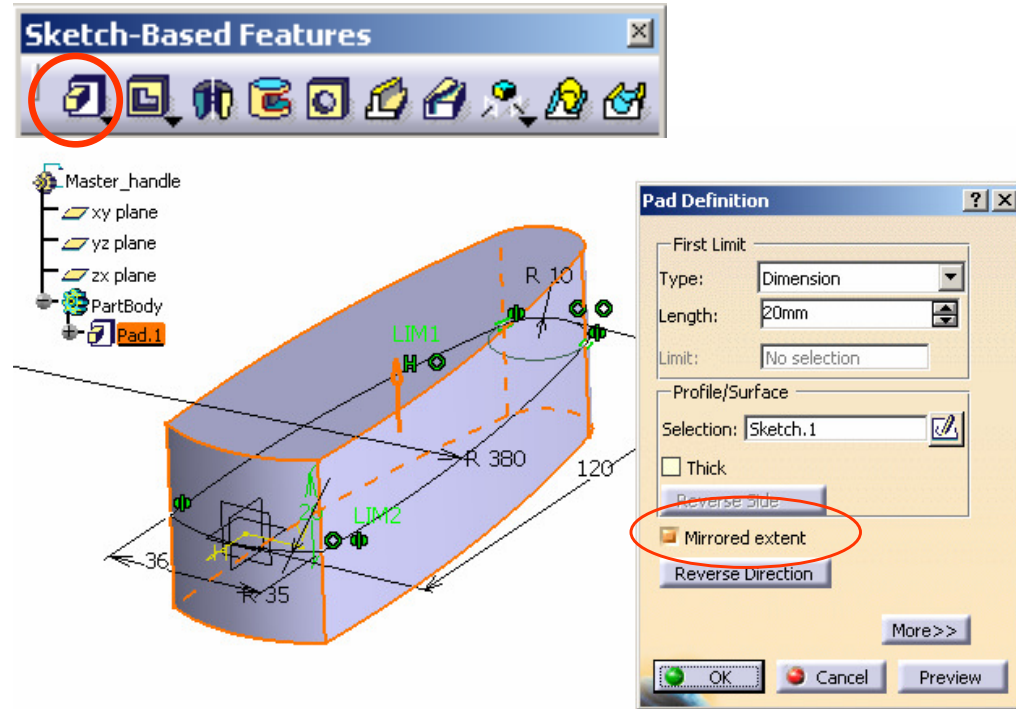 Sketch-Based Features
Master_handle
xy plane
yz plane
zx plane
PartBody
Pad.1
R 10
LIM1
H
R 380
120
LIM2
36
R 35
Pad Definition
First Limit
Type: Dimension
Length: 20mm
Limit: No selection
Profile/Surface
Selection: Sketch.1
Thick
Reverse Side
Mirrored extent
Reverse Direction
More>>
OK Cancel Preview